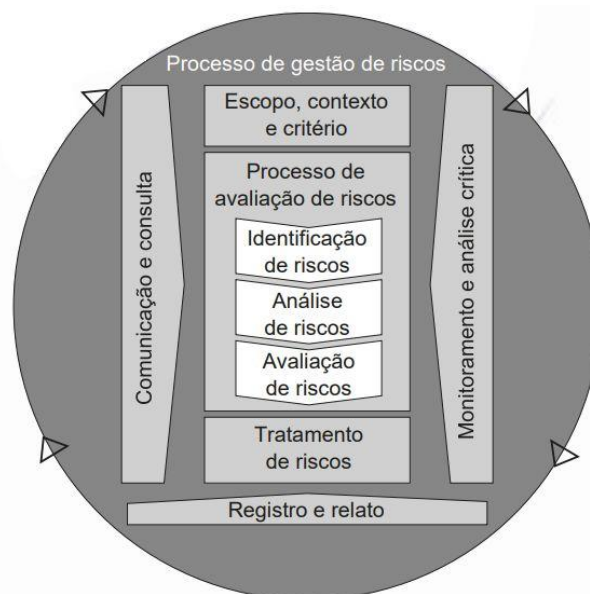 Processo de gestão de riscos
Escopo, contexto
e critério
Processo de
avaliação de riscos
Identificação
de riscos
Análise
de riscos
Avaliação
de riscos
Tratamento
de riscos
Comunicação e consulta
Monitoramento e análise crítica
Registro e relato